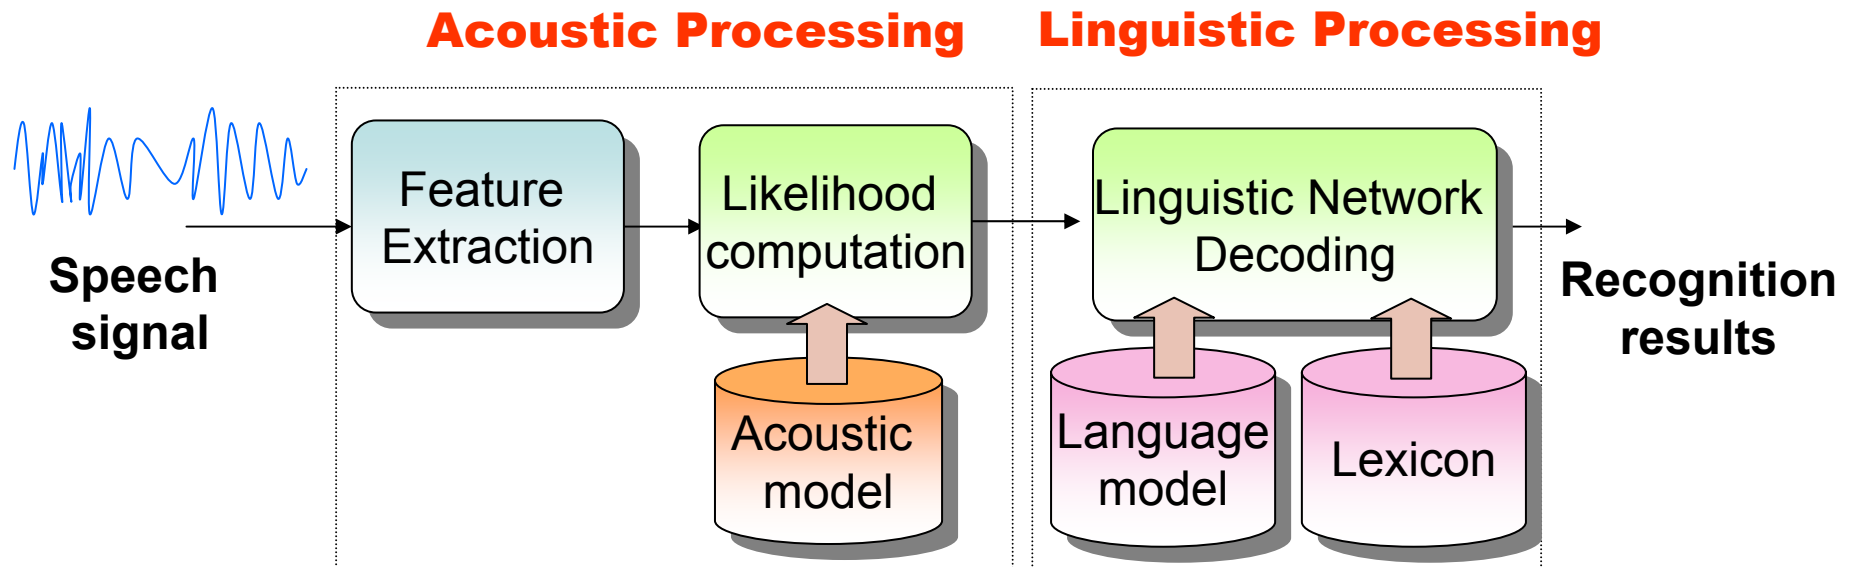 Acoustic Processing
Linguistic Processing
Speech
signal
Feature
Extraction
Likelihood
computation
Acoustic
model
Linguistic Network
Decoding
Language
model
Lexicon
Recognition
results